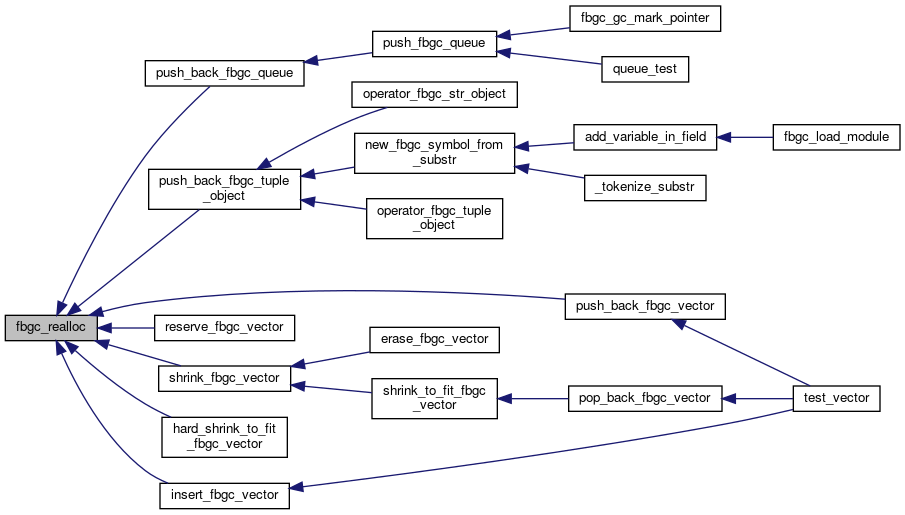 fbgc_gc_mark_pointer
push_fbgc_queue
push_back_fbgc_queue
queue_test
operator_fbgc_str_object
add_variable_in_field
fbgc_load_module
new_fbgc_symbol_from
_substr
push_back_fbgc_tuple
_object
_tokenize_substr
operator_fbgc_tuple
_object
push_back_fbgc_vector
fbgc_realloc
reserve_fbgc_vector
erase_fbgc_vector
shrink_fbgc_vector
shrink_to_fit_fbgc
_vector
pop_back_fbgc_vector
test_vector
hard_shrink_to_fit
_fbgc_vector
insert_fbgc_vector